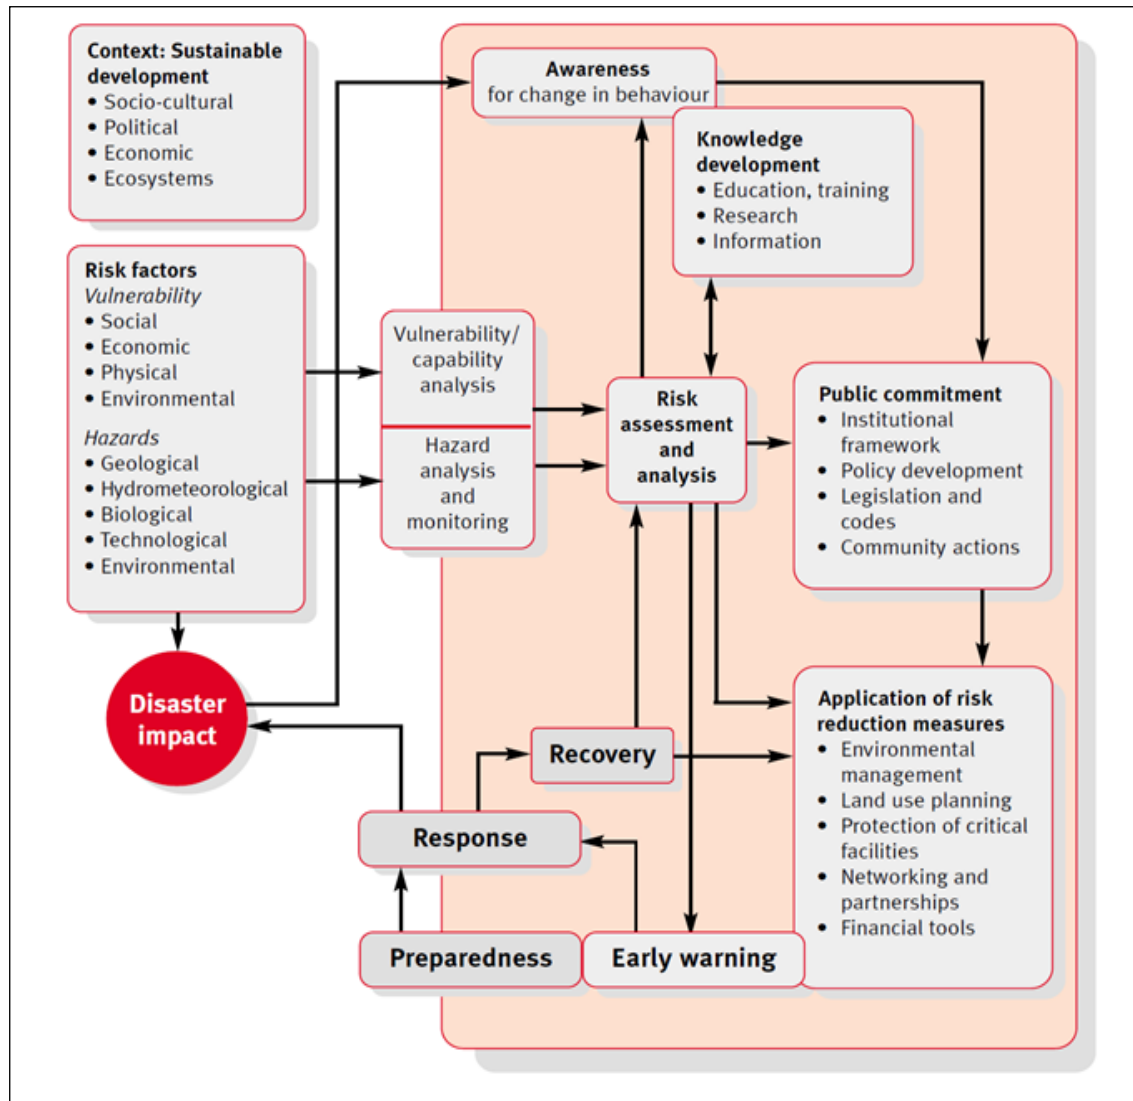 Context: Sustainable
development
• Socio-cultural
• Political
• Economic
• Ecosystems
Awareness
for change in behaviour
Knowledge
development
• Education, training
• Research
• Information
Risk factors
Vulnerability
• Social
• Economic
• Physical
• Environmental
Hazards
• Geological
• Hydrometeorological
• Biological
• Technological
• Environmental
Vulnerability/
capability
analysis
Hazard
analysis
and
monitoring
Risk
assessment
and
analysis
Public commitment
• Institutional
framework
• Policy development
• Legislation and
codes
• Community actions
Disaster
impact
Application of risk
reduction measures
• Environmental
management
• Land use planning
• Protection of critical
facilities
• Networking and
partnerships
• Financial tools
Recovery
Response
Preparedness
Early warning